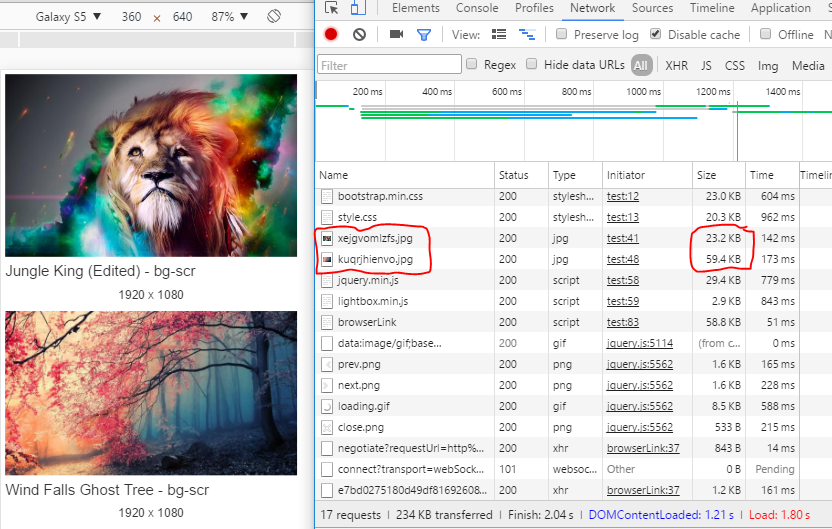 Galaxy S5 ▼ 360 × 640 87% ▼
Elements Console Sources Profiles Network Sources Timeline Application S
View: Preserve log Disable cache Offline N
Filter Regex Hide data URLs All XHR JS CSS Img Media
200 ms 400 ms 600 ms 800 ms 1000 ms 1200 ms 1400 ms
Name Status Type Initiator Size Time Timeline
bootstrap.min.css 200 stylesh... test:12 23.0 KB 604 ms
style.css 200 stylesh... test:13 20.3 KB 962 ms
xejgvomlzfs.jpg 200 jpg test:41 23.2 KB 142 ms
kuqrjhienvo.jpg 200 jpg test:48 59.4 KB 173 ms
jquery.min.js 200 script test:58 29.4 KB 779 ms
lightbox.min.js 200 script test:59 2.9 KB 843 ms
browserLink 200 script test:83 58.8 KB 51 ms
data:image/gif;base... 200 gif jquery.js:5114 (from c... 0 ms
prev.png 200 png jquery.js:5562 1.6 KB 165 ms
next.png 200 png jquery.js:5562 1.6 KB 228 ms
loading.gif 200 gif jquery.js:5562 8.5 KB 588 ms
close.png 200 png jquery.js:5562 533 B 215 ms
negotiate?requestUrl=http%... 200 xhr browserLink:37 843 B 14 ms
connect?transport=webSock... 101 websoc... Other 0 B Pending
e7bd0275180d49df81692608... 200 xhr browserLink:37 1.2 KB 161 ms
17 requests | 234 KB transferred | Finish: 2.04 s | DOMContentLoaded: 1.21 s | Load: 1.80 s
Jungle King (Edited) - bg-scr
1920 x 1080
Wind Falls Ghost Tree - bg-scr
1920 x 1080